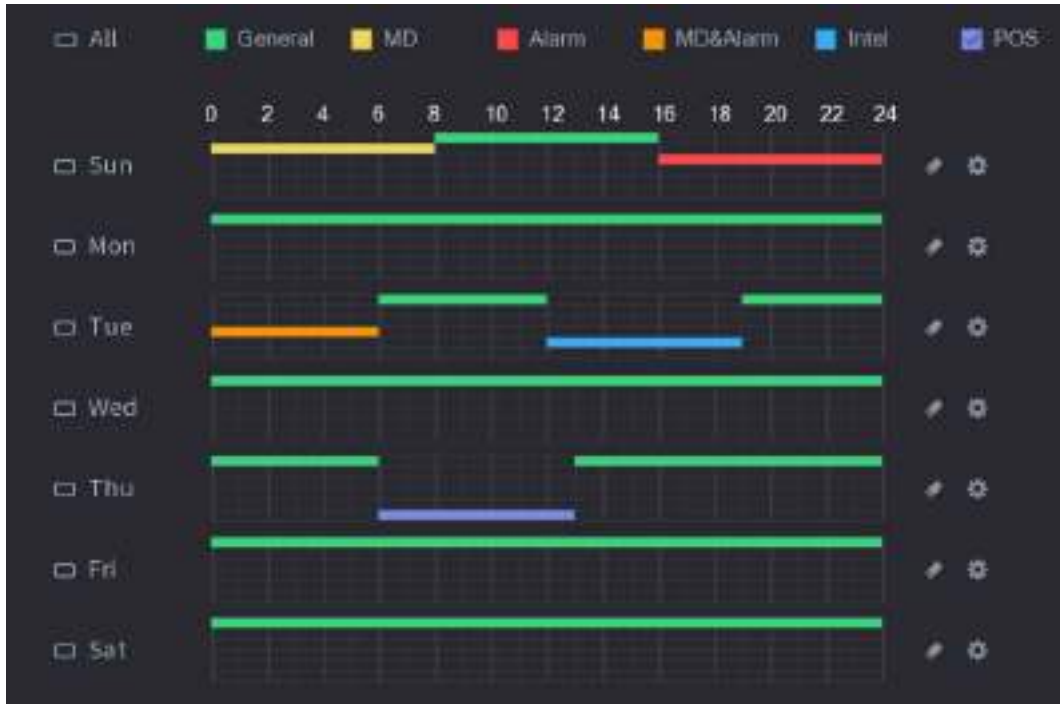 All General MD Alarm MD&Alarm Intel POS
0 2 4 6 8 10 12 14 16 18 20 22 24
Sun
Mon
Tue
Wed
Thu
Fri
Sat